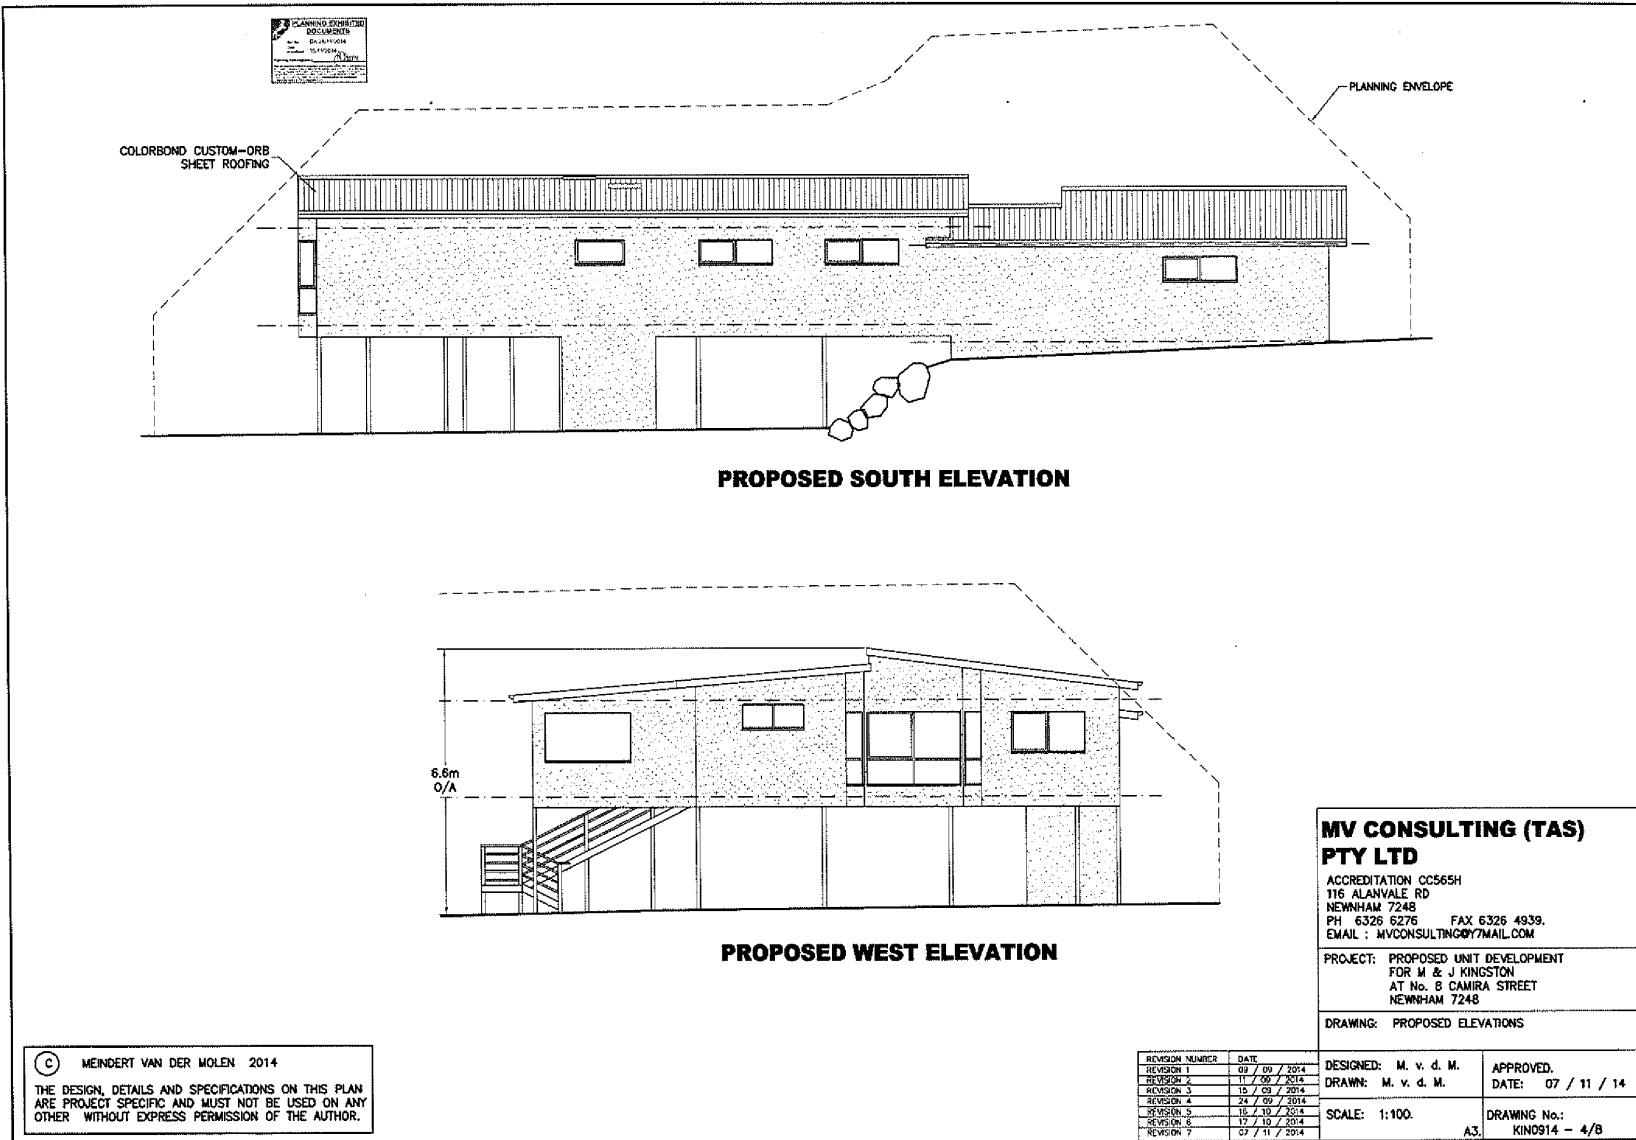 PLANNING EXHIBITED
DOCUMENTS
PLANNING ENVELOPE
COLORBOND CUSTOM-ORB
SHEET ROOFING
PROPOSED SOUTH ELEVATION
6.6m
O/A
PROPOSED WEST ELEVATION
MV CONSULTING (TAS)
PTY LTD
ACCREDITATION CC565H
116 ALANVALE RD
NEWNHAM 7248
PH 6326 6276 FAX 6326 4939.
EMAIL : MVCONSULTING@Y7MAIL.COM
PROJECT: PROPOSED UNIT DEVELOPMENT
FOR M & J KINGSTON
AT No. 8 CAMIRA STREET
NEWNHAM 7248
DRAWING: PROPOSED ELEVATIONS
C MEINDERT VAN DER MOLEN 2014
THE DESIGN, DETAILS AND SPECIFICATIONS ON THIS PLAN
ARE PROJECT SPECIFIC AND MUST NOT BE USED ON ANY
OTHER WITHOUT EXPRESS PERMISSION OF THE AUTHOR.
REVISION NUMBER DATE
REVISION 1 09 / 09 / 2014
REVISION 2 11 / 09 / 2014
REVISION 3 15 / 09 / 2014
REVISION 4 24 / 09 / 2014
REVISION 5 16 / 10 / 2014
REVISION 6 17 / 10 / 2014
REVISION 7 07 / 11 / 2014
DESIGNED: M. v. d. M.
DRAWN: M. v. d. M.
APPROVED.
DATE: 07 / 11 / 14
SCALE: 1:100.
A3.
DRAWING No.:
KIN0914 - 4/8